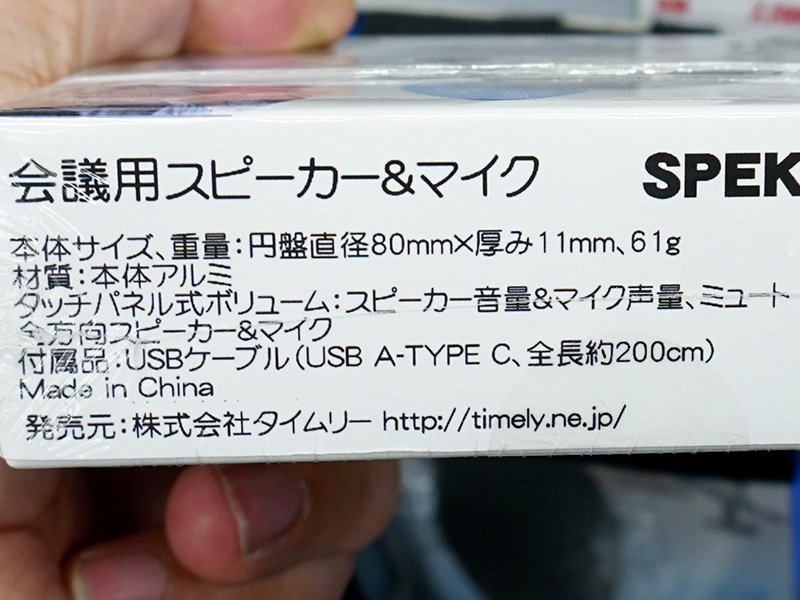 会議用スピーカー&マイク
SPEK
本体サイズ、重量：円盤直径80mm×厚み11mm、61g
材質：本体アルミ
タッチパネル式ボリューム：スピーカー音量&マイク声量、ミュート
全方向スピーカー&マイク
付属品：USBケーブル（USB A-TYPE C、全長約200cm）
Made in China
発売元：株式会社タイムリー http://timely.ne.jp/